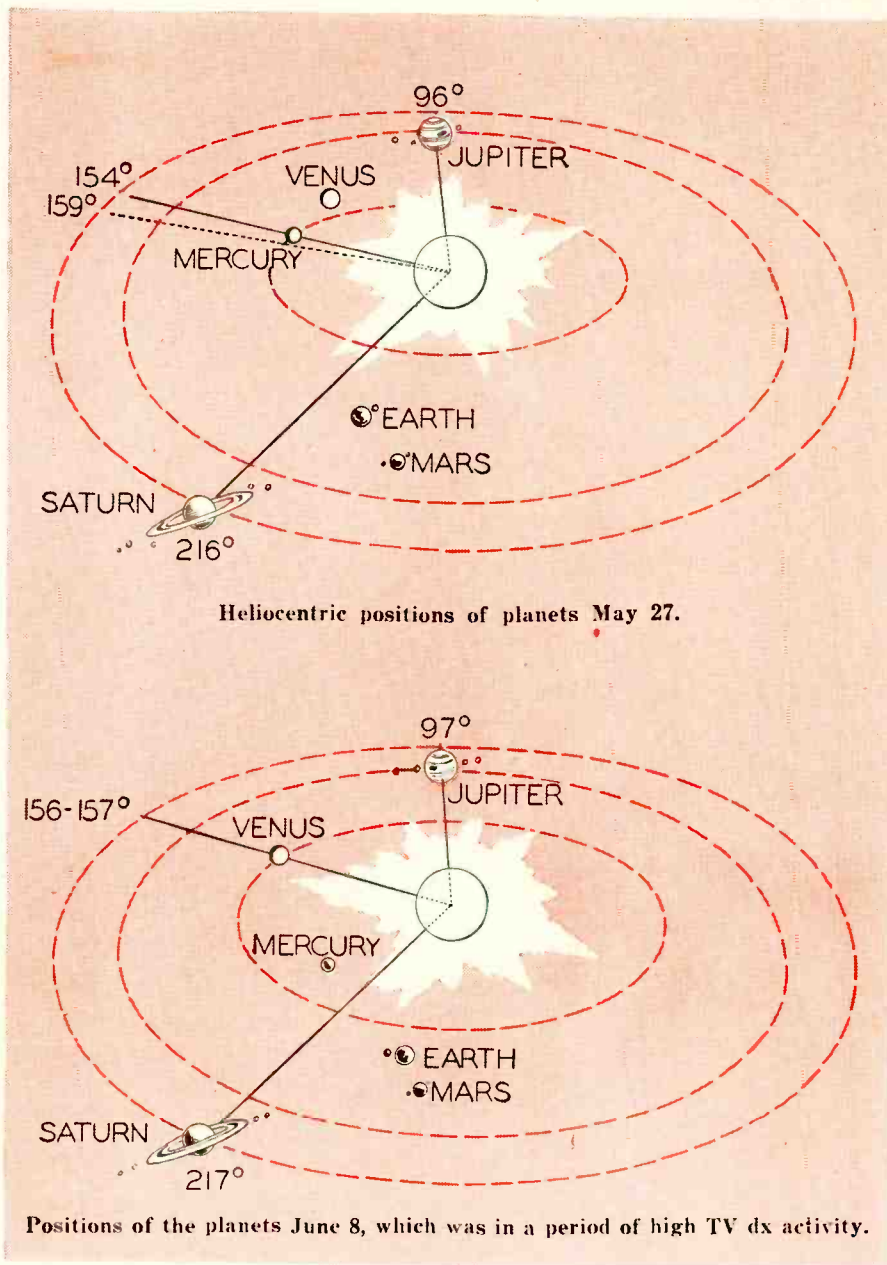 96°
JUPITER
VENUS
154°
159°
MERCURY
EARTH
MARS
SATURN
216°
Heliocentric positions of planets May 27.
97°
JUPITER
156-157°
VENUS
MERCURY
EARTH
MARS
SATURN
217°
Positions of the planets June 8, which was in a period of high TV dx activity.